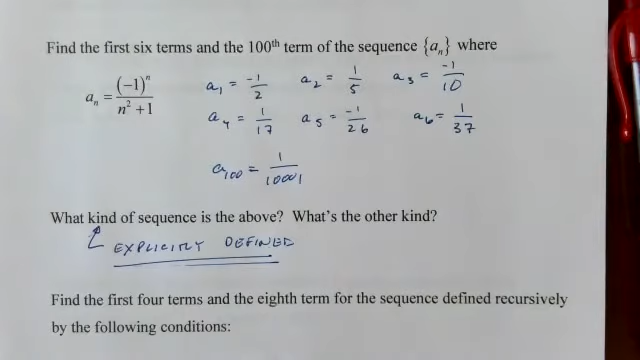 Find the first six terms and the 100th term of the sequence {aₙ} where
aₙ = (-1)ⁿ / n² + 1
a₁ = -1/2 a₂ = 1/5 a₃ = -1/10
a₄ = 1/17 a₅ = -1/26 a₆ = 1/37
a₁₀₀ = 1/10001
What kind of sequence is the above? What's the other kind?
EXPLICITLY DEFINED
Find the first four terms and the eighth term for the sequence defined recursively
by the following conditions: